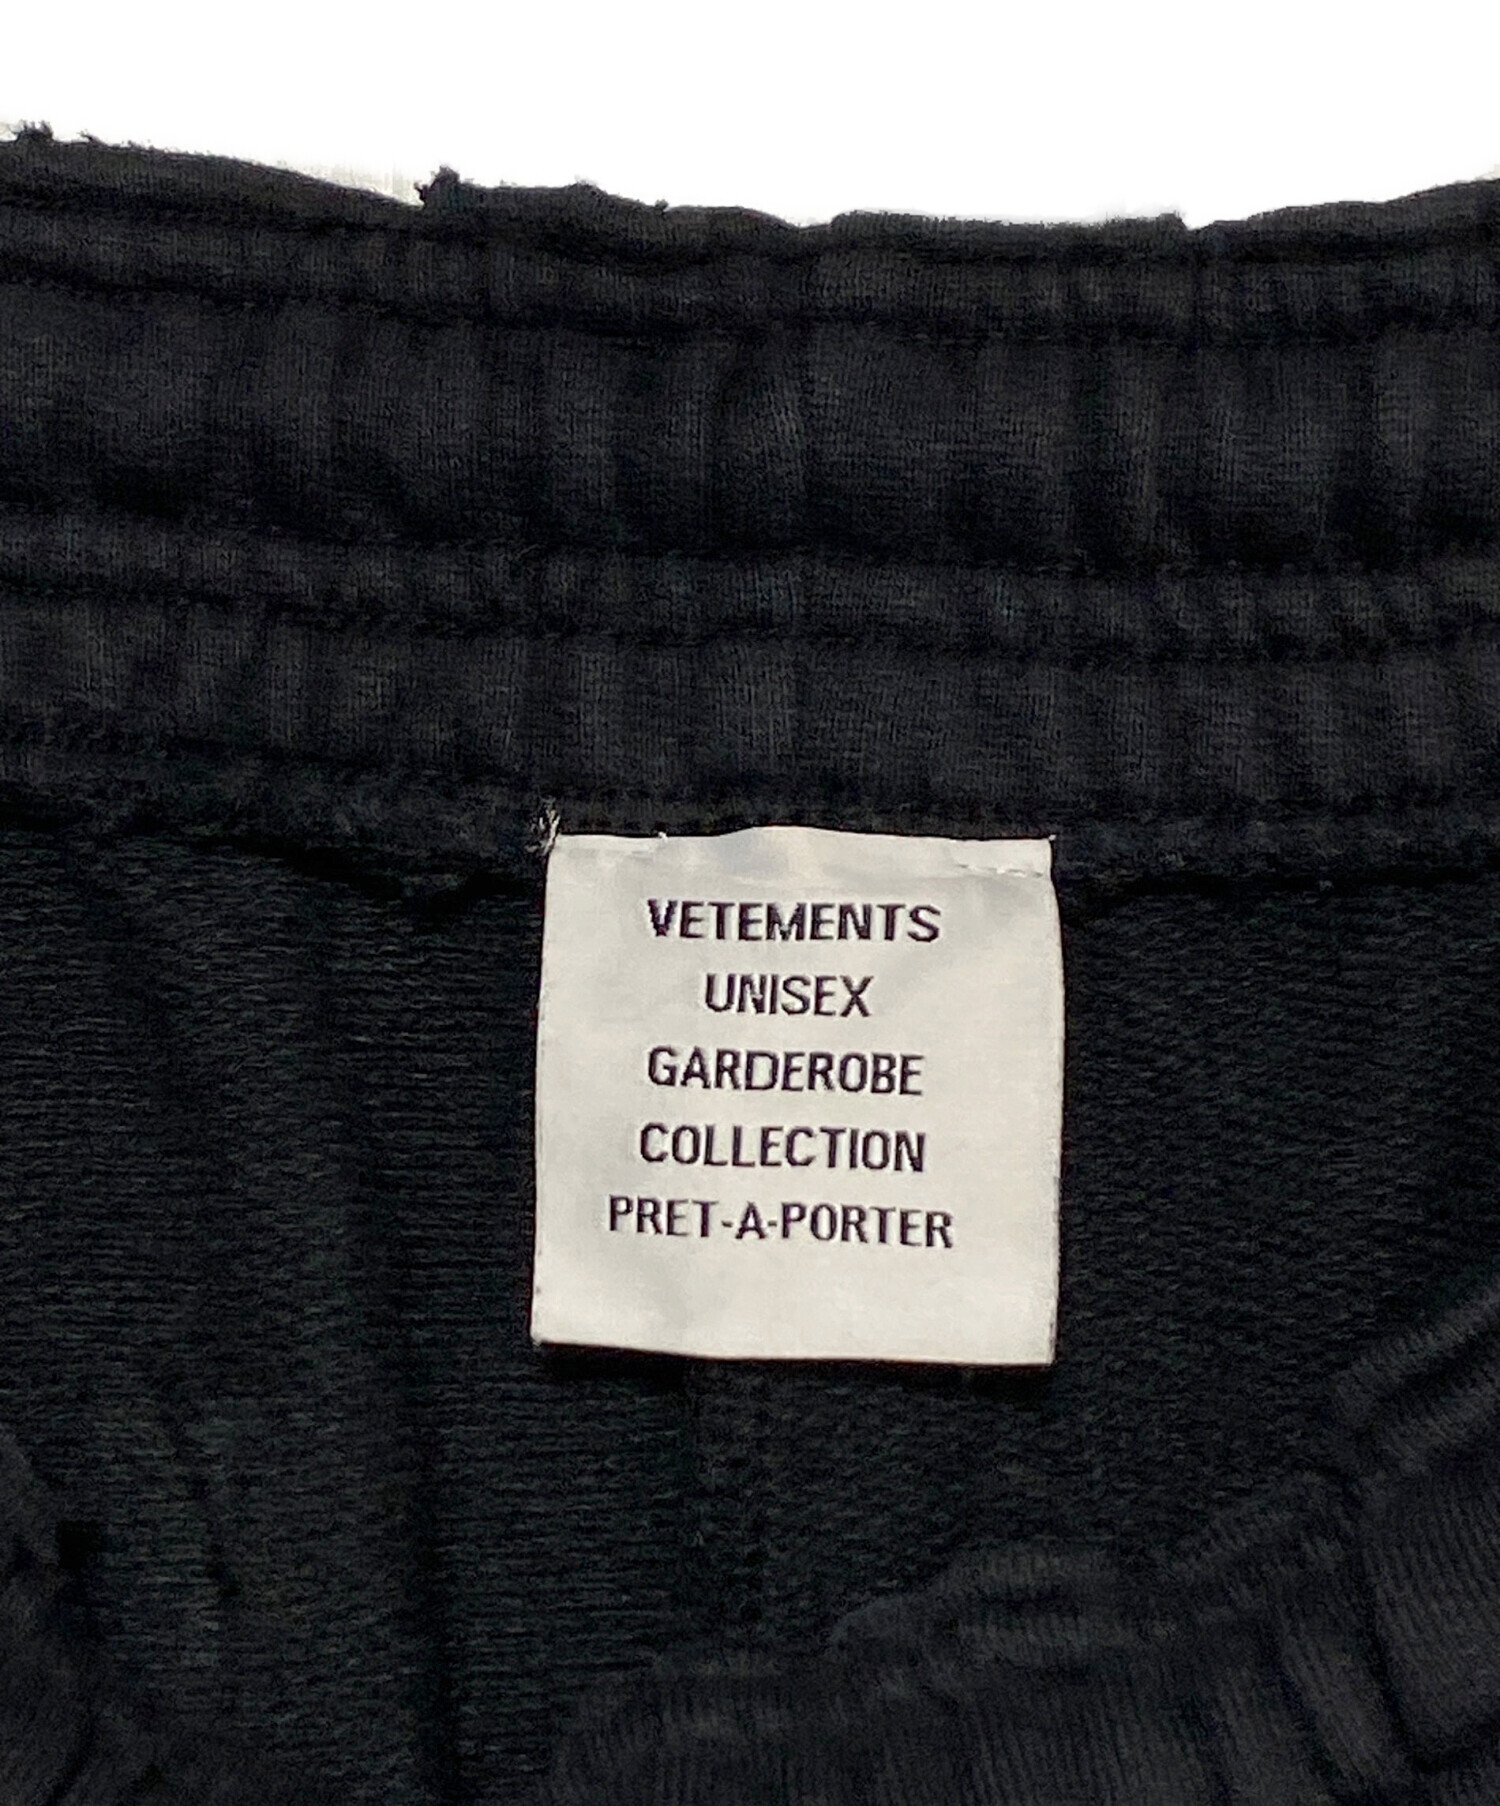 VETEMENTS
UNISEX
GARDEROBE
COLLECTION
PRET-A-PORTER